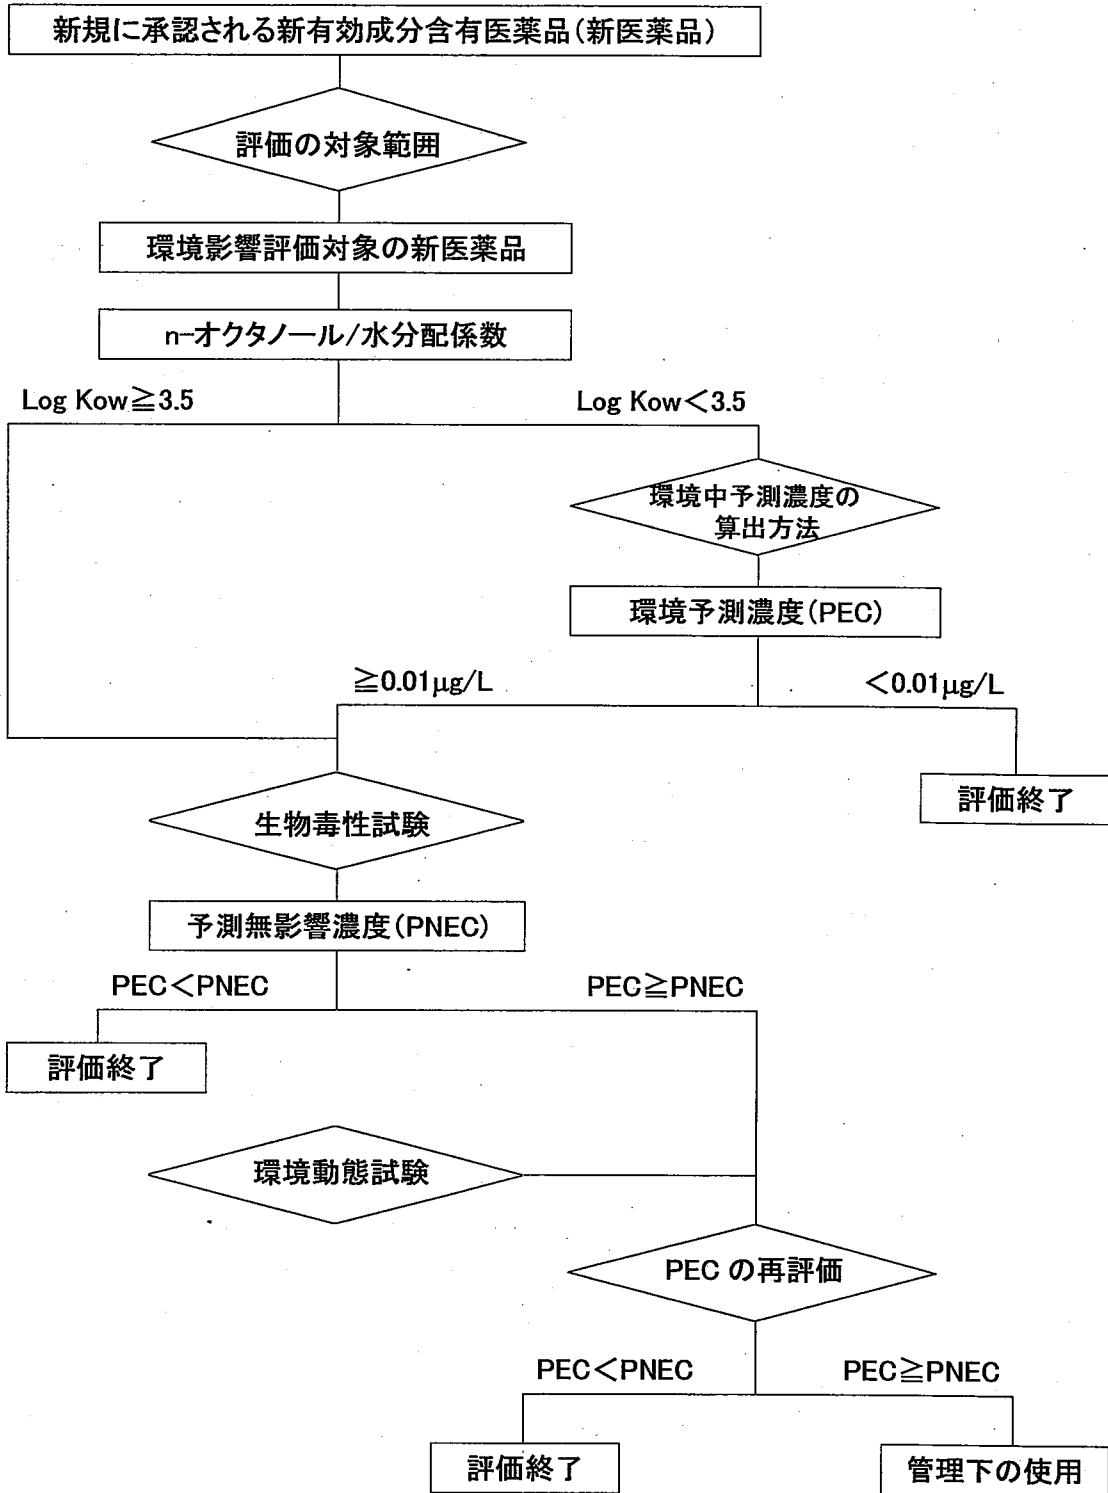 新規に承認される新有効成分含有医薬品(新医薬品)
評価の対象範囲
環境影響評価対象の新医薬品
n-オクタノール/水分配係数
Log Kow≧3.5
Log Kow<3.5
環境中予測濃度の
算出方法
環境予測濃度(PEC)
≧0.01μg/L
<0.01μg/L
評価終了
生物毒性試験
予測無影響濃度(PNEC)
PEC<PNEC
PEC≧PNEC
評価終了
環境動態試験
PEC の再評価
PEC<PNEC
PEC≧PNEC
評価終了
管理下の使用